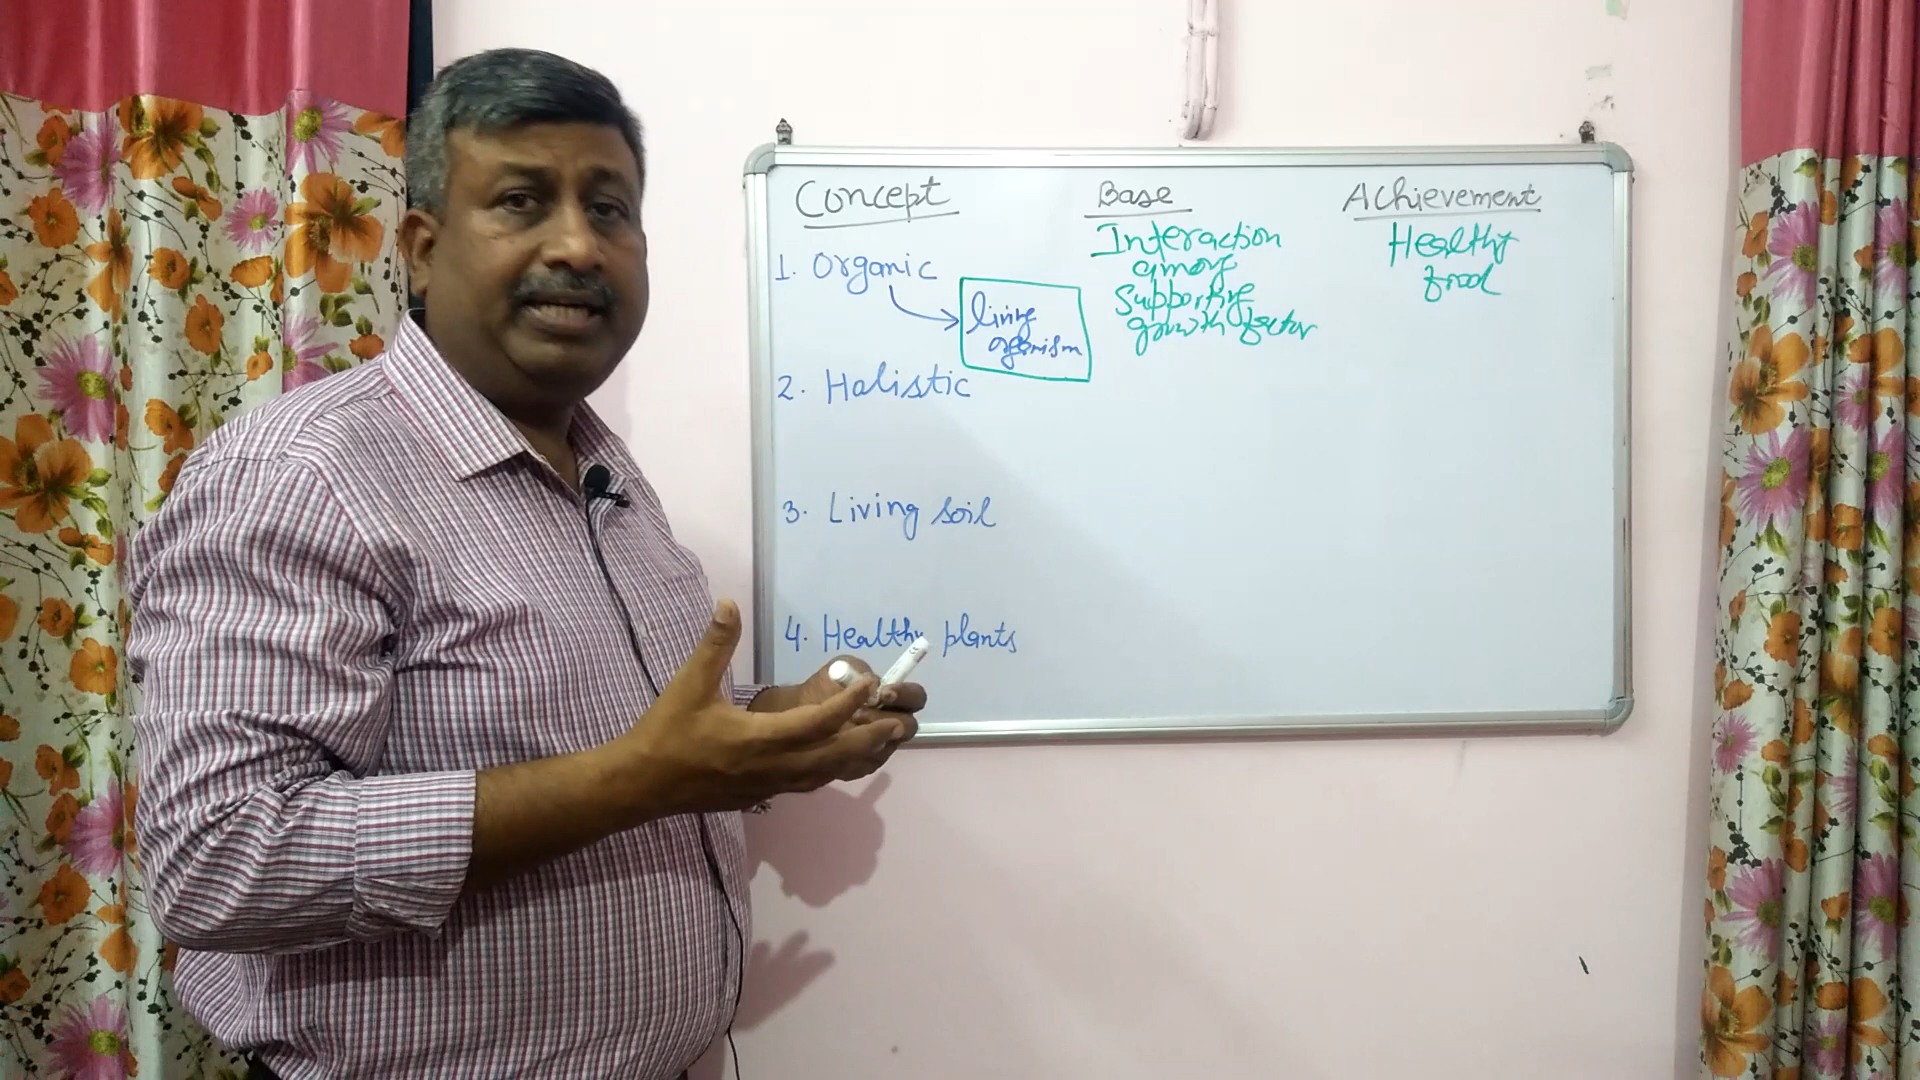 Concept
Base
Achievement
1. Organic
living
organism
Interaction
among
Supporting
growth factor
Healthy
food
2. Holistic
3. Living soil
4. Healthy plants